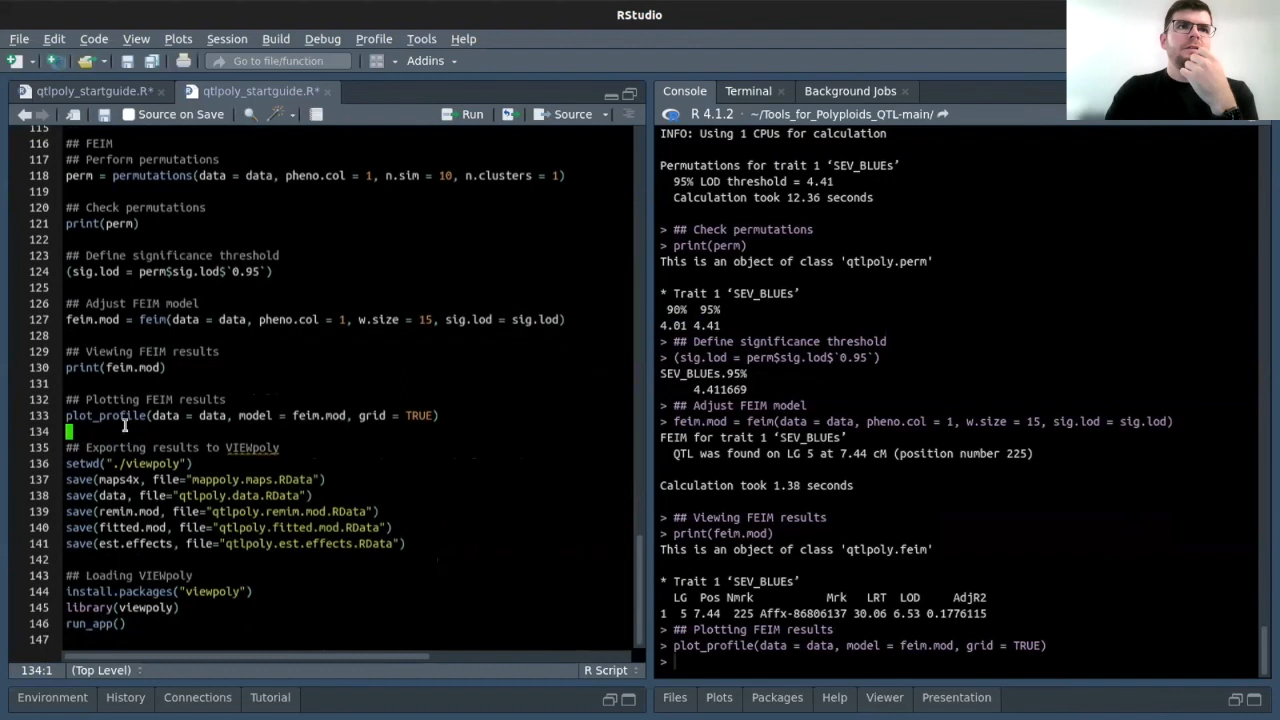 RStudio
File Edit Code View Plots Session Build Debug Profile Tools Help
Go to file/function Addins
qtlpoly_startguide.R* qtlpoly_startguide.R*
Source on Save Run Source
115
116 ## FEIM
117 ## Perform permutations
118 perm = permutations(data = data, pheno.col = 1, n.sim = 10, n.clusters = 1)
119
120 ## Check permutations
121 print(perm)
122
123 ## Define significance threshold
124 (sig.lod = perm$sig.lod$`0.95`)
125
126 ## Adjust FEIM model
127 feim.mod = feim(data = data, pheno.col = 1, w.size = 15, sig.lod = sig.lod)
128
129 ## Viewing FEIM results
130 print(feim.mod)
131
132 ## Plotting FEIM results
133 plot_profile(data = data, model = feim.mod, grid = TRUE)
134
135 ## Exporting results to VIEWpoly
136 setwd("./viewpoly")
137 save(maps4x, file="mappoly.maps.RData")
138 save(data, file="qtlpoly.data.RData")
139 save(remim.mod, file="qtlpoly.remim.mod.RData")
140 save(fitted.mod, file="qtlpoly.fitted.mod.RData")
141 save(est.effects, file="qtlpoly.est.effects.RData")
142
143 ## Loading VIEWpoly
144 install.packages("viewpoly")
145 library(viewpoly)
146 run_app()
147
134:1 (Top Level) R Script
Environment History Connections Tutorial
Console Terminal Background Jobs
R 4.1.2 · ~/Tools_for_Polyploids_QTL-main/
INFO: Using 1 CPUs for calculation
Permutations for trait 1 ‘SEV_BLUEs’
95% LOD threshold = 4.41
Calculation took 12.36 seconds
> ## Check permutations
> print(perm)
This is an object of class 'qtlpoly.perm'
* Trait 1 ‘SEV_BLUEs’
90% 95%
4.01 4.41
> ## Define significance threshold
> (sig.lod = perm$sig.lod$`0.95`)
SEV_BLUEs.95%
4.411669
> ## Adjust FEIM model
> feim.mod = feim(data = data, pheno.col = 1, w.size = 15, sig.lod = sig.lod)
FEIM for trait 1 ‘SEV_BLUEs’
QTL was found on LG 5 at 7.44 cM (position number 225)
Calculation took 1.38 seconds
> ## Viewing FEIM results
> print(feim.mod)
This is an object of class 'qtlpoly.feim'
* Trait 1 ‘SEV_BLUEs’
LG Pos Nmrk Mrk LRT LOD AdjR2
1 5 7.44 225 Affx-86806137 30.06 6.53 0.1776115
> ## Plotting FEIM results
> plot_profile(data = data, model = feim.mod, grid = TRUE)
>
Files Plots Packages Help Viewer Presentation